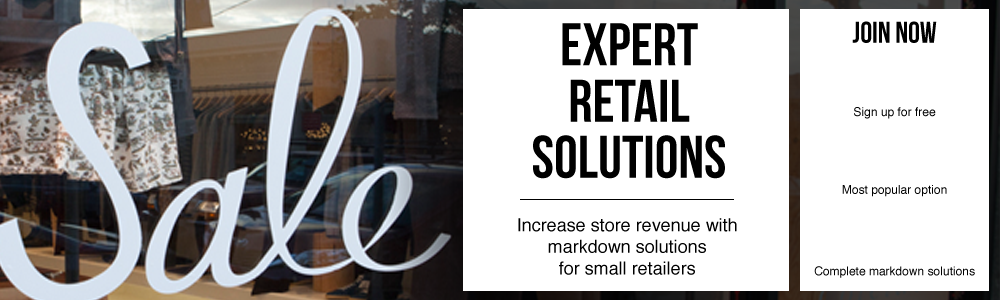 Sale
EXPERT
RETAIL
SOLUTIONS
Increase store revenue with
markdown solutions
for small retailers
JOIN NOW
Sign up for free
Most popular option
Complete markdown solutions